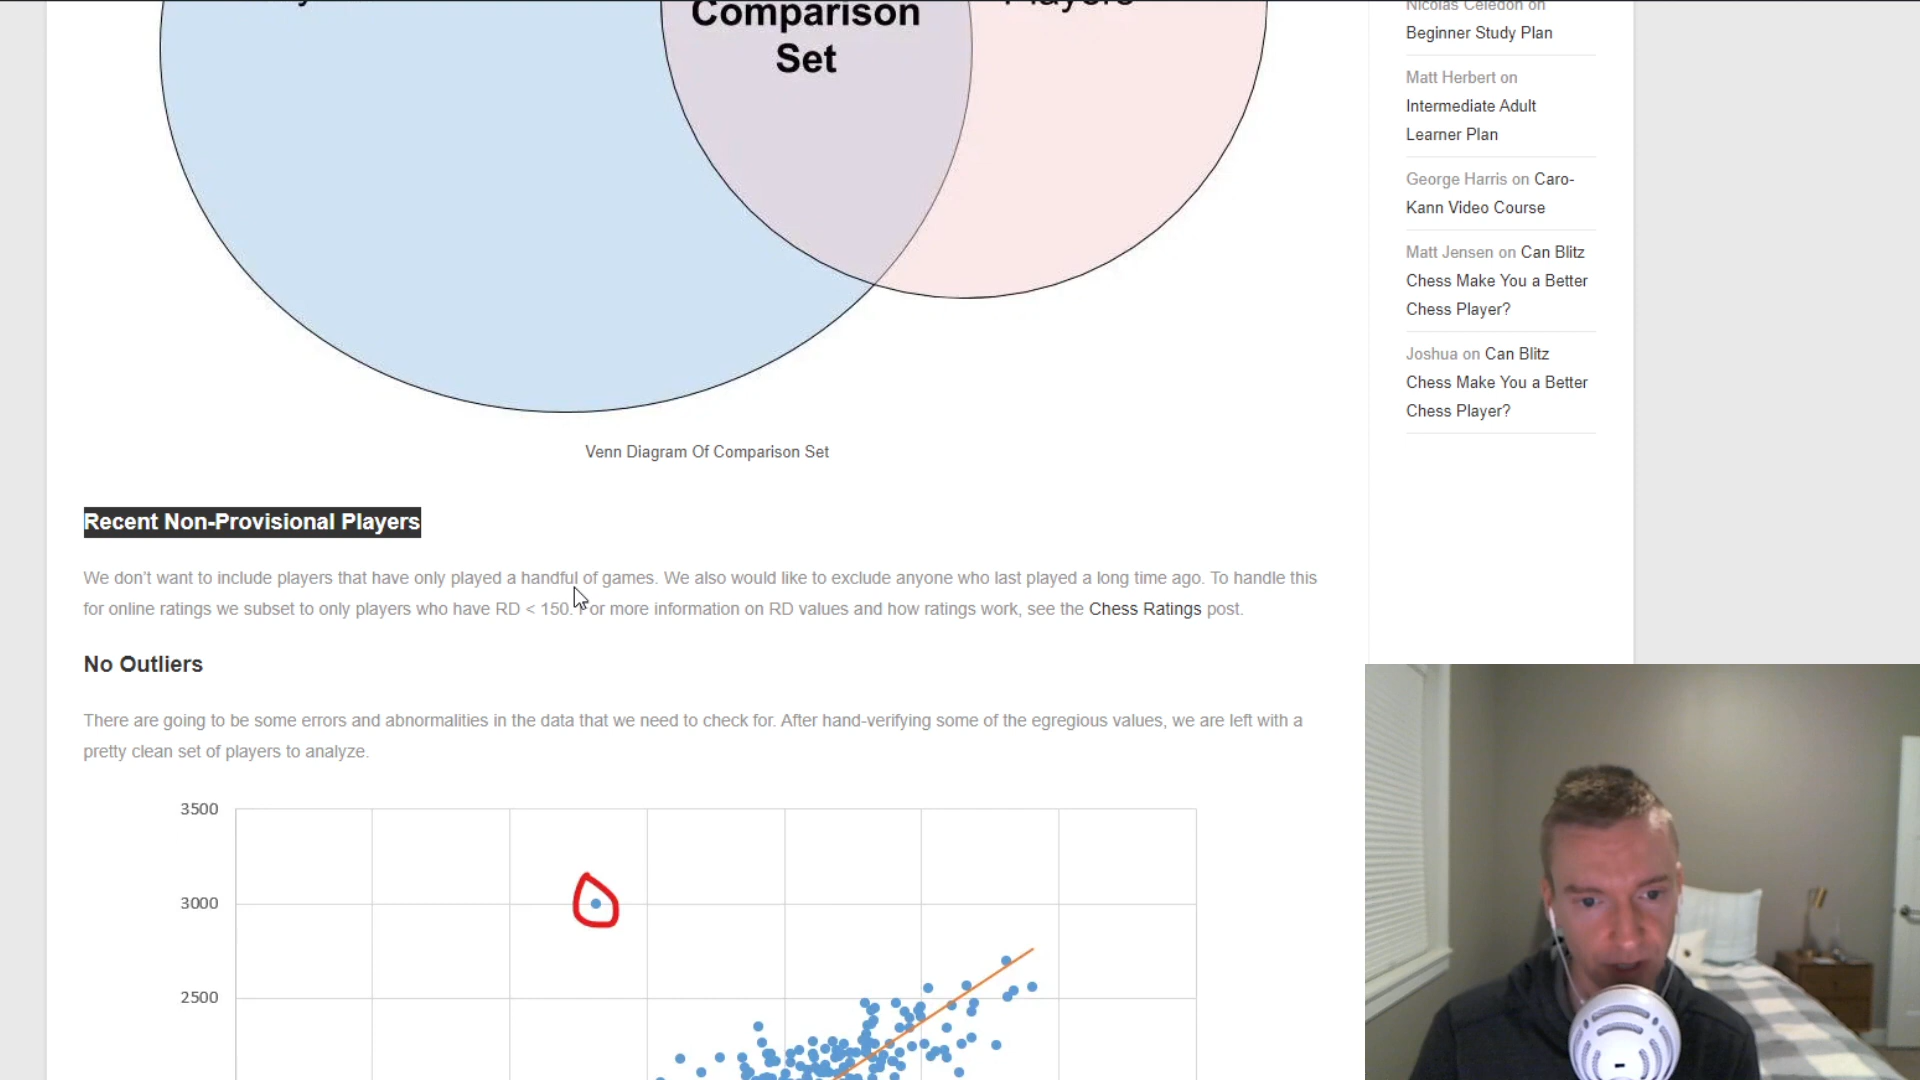 Comparison
Set
Players
Venn Diagram Of Comparison Set
Recent Non-Provisional Players
We don't want to include players that have only played a handful of games. We also would like to exclude anyone who last played a long time ago. To handle this
for online ratings we subset to only players who have RD < 150. For more information on RD values and how ratings work, see the Chess Ratings post.
No Outliers
There are going to be some errors and abnormalities in the data that we need to check for. After hand-verifying some of the egregious values, we are left with a
pretty clean set of players to analyze.
3500
3000
2500
Nicolas Celedon on
Beginner Study Plan
Matt Herbert on
Intermediate Adult
Learner Plan
George Harris on Caro-
Kann Video Course
Matt Jensen on Can Blitz
Chess Make You a Better
Chess Player?
Joshua on Can Blitz
Chess Make You a Better
Chess Player?